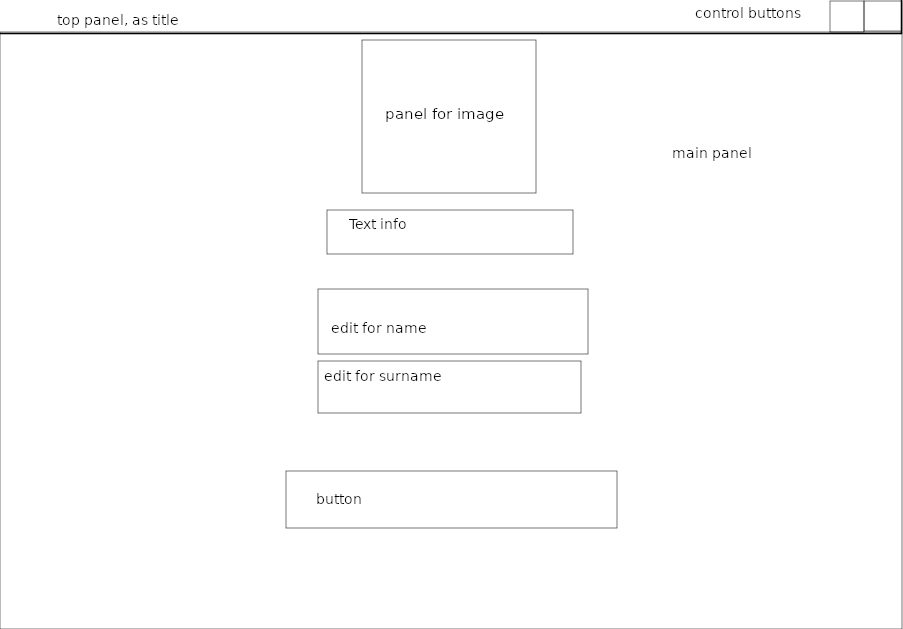 top panel, as title
control buttons
panel for image
main panel
Text info
edit for name
edit for surname
button